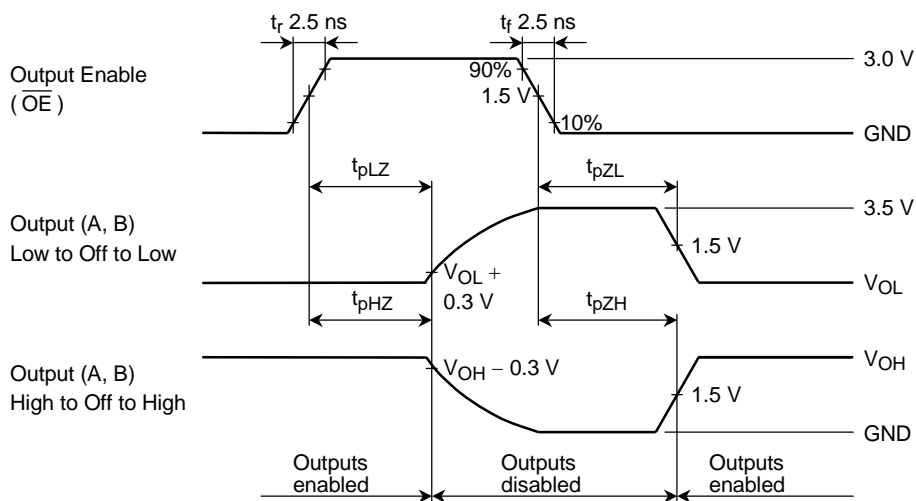 tr 2.5 ns
tf 2.5 ns
Output Enable
( OE )
90%
1.5 V
10%
3.0 V
GND
tpLZ
tpZL
Output (A, B)
Low to Off to Low
3.5 V
1.5 V
VOL +
0.3 V
VOL
tpHZ
tpZH
Output (A, B)
High to Off to High
VOH − 0.3 V
VOH
1.5 V
GND
Outputs
enabled
Outputs
disabled
Outputs
enabled